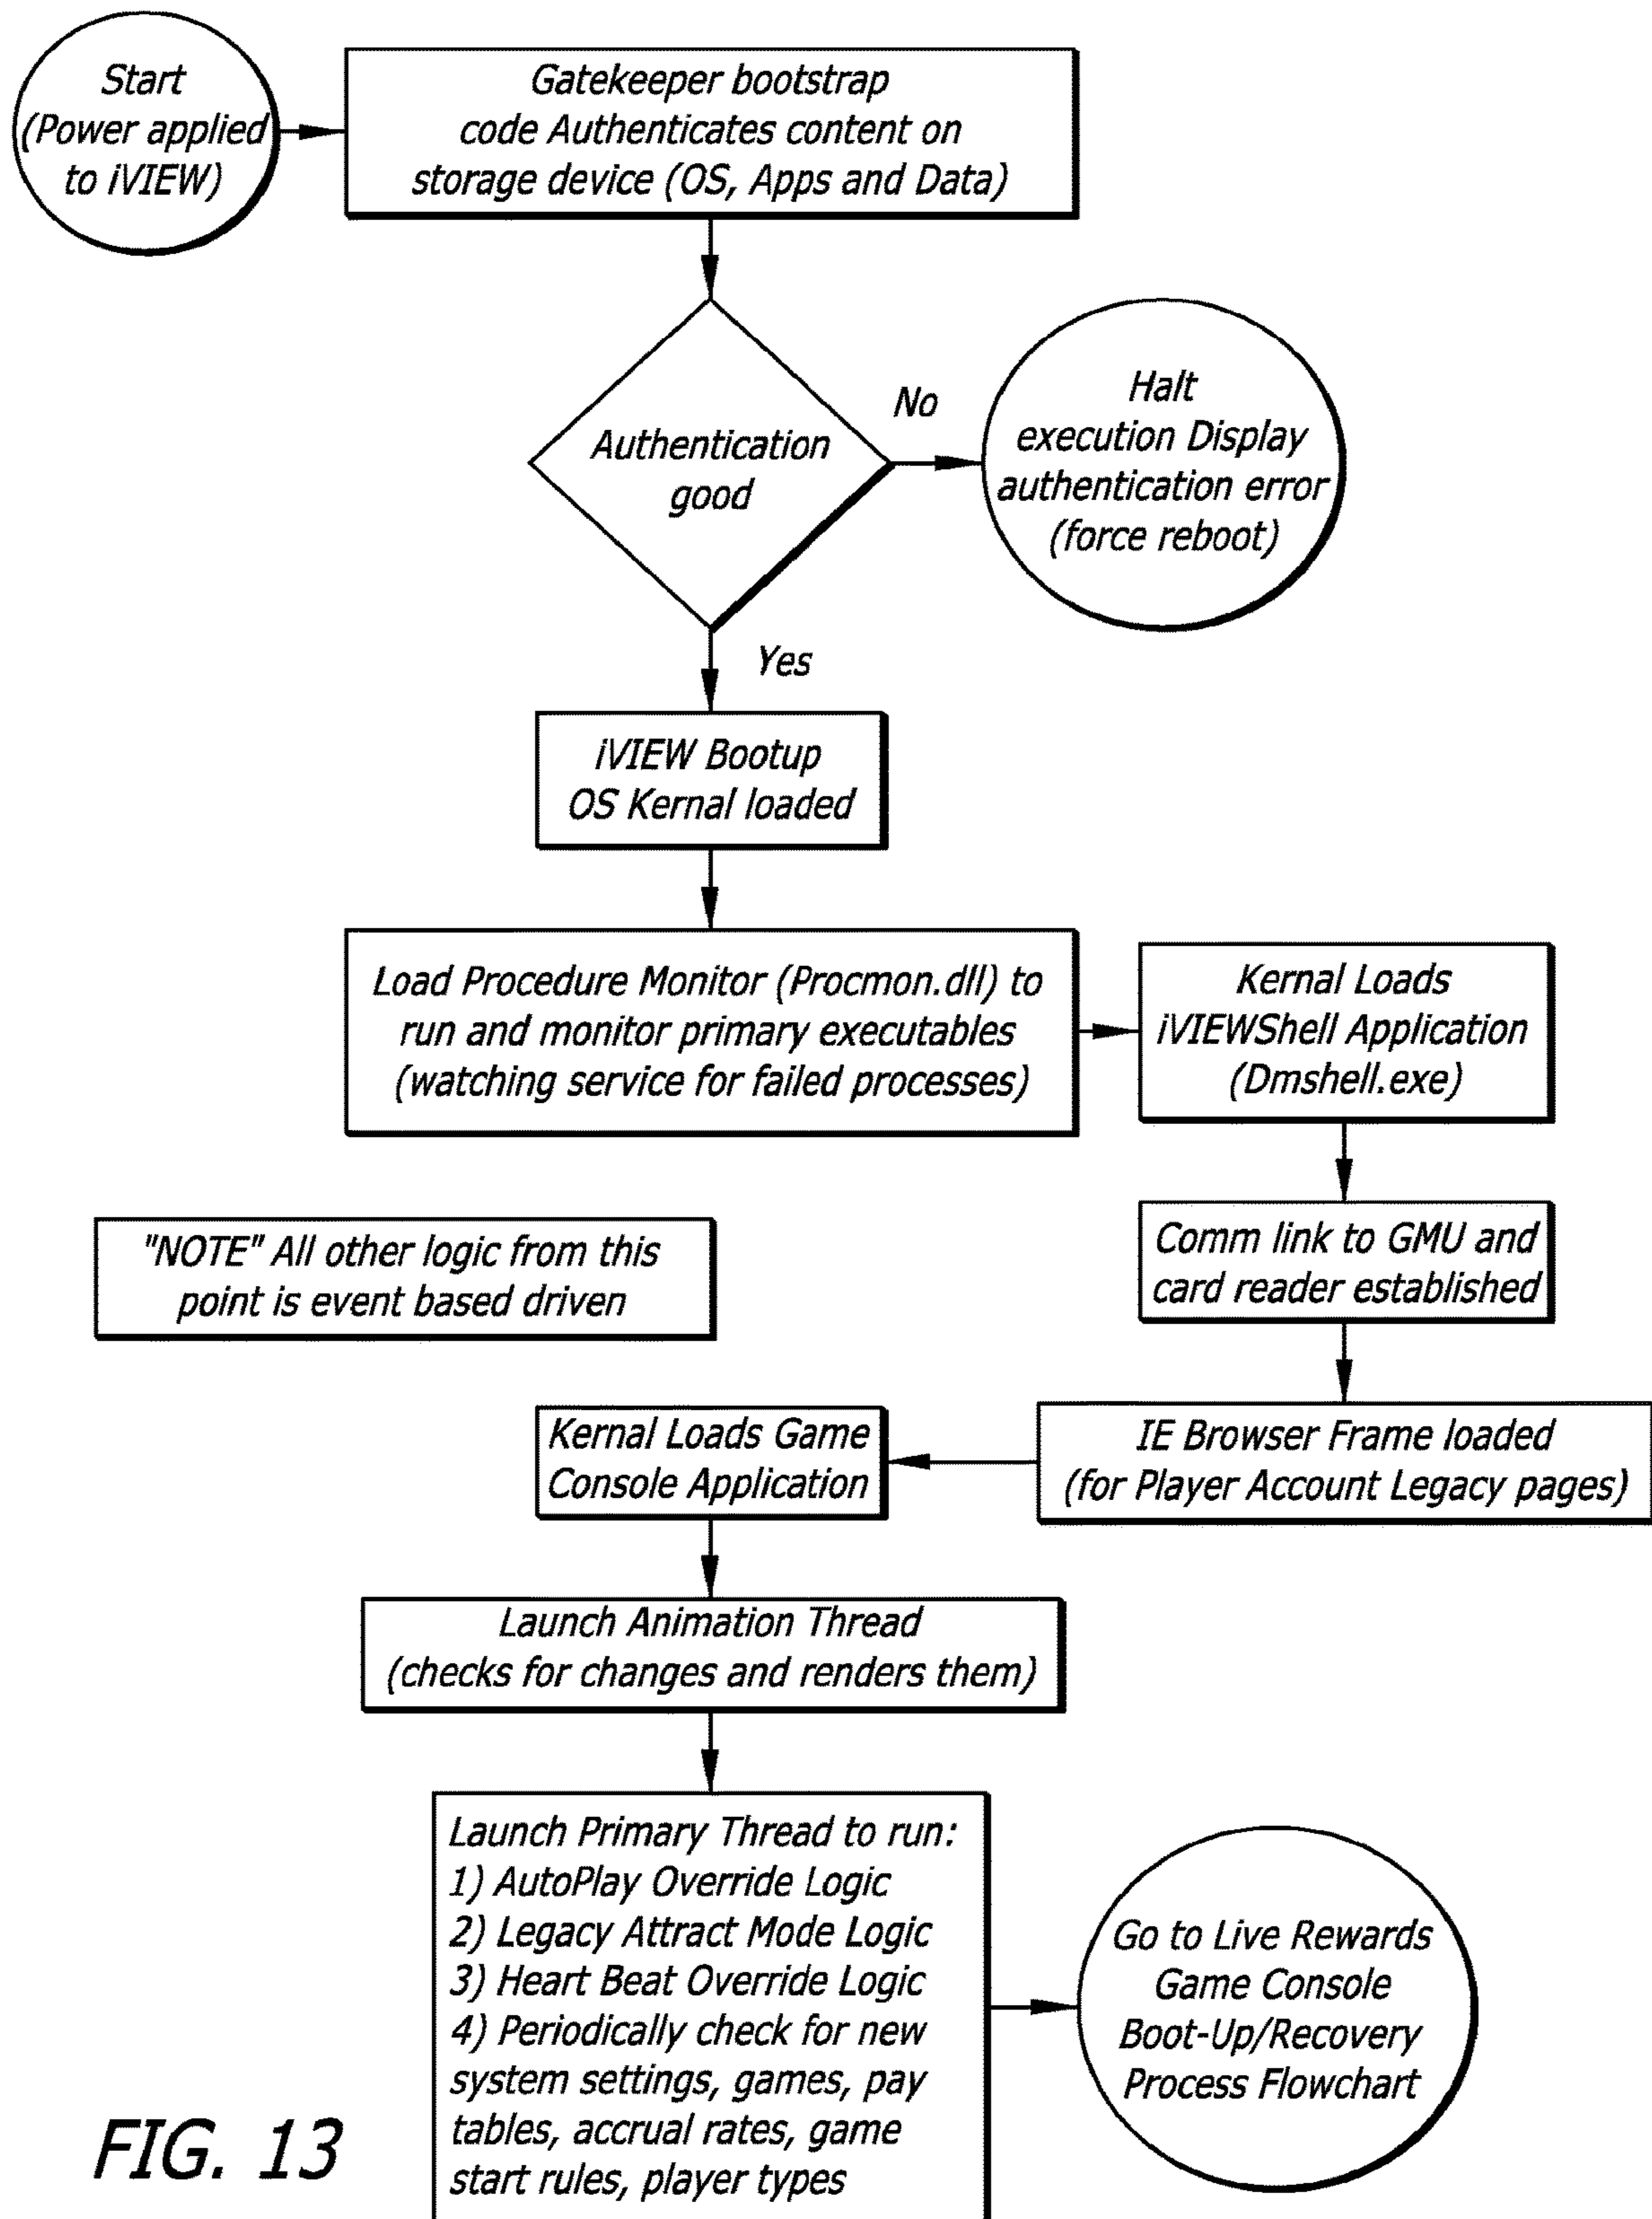 Start
(Power applied
to iVIEW)
Gatekeeper bootstrap
code Authenticates content on
storage device (OS, Apps and Data)
Authentication
good
No
Halt
execution Display
authentication error
(force reboot)
Yes
iVIEW Bootup
OS Kernal loaded
Load Procedure Monitor (Procmon.dll) to
run and monitor primary executables
(watching service for failed processes)
Kernal Loads
iVIEWShell Application
(Dmshell.exe)
"NOTE" All other logic from this
point is event based driven
Comm link to GMU and
card reader established
IE Browser Frame loaded
(for Player Account Legacy pages)
Kernal Loads Game
Console Application
Launch Animation Thread
(checks for changes and renders them)
Launch Primary Thread to run:
1) AutoPlay Override Logic
2) Legacy Attract Mode Logic
3) Heart Beat Override Logic
4) Periodically check for new
system settings, games, pay
tables, accrual rates, game
start rules, player types
Go to Live Rewards
Game Console
Boot-Up/Recovery
Process Flowchart
FIG. 13